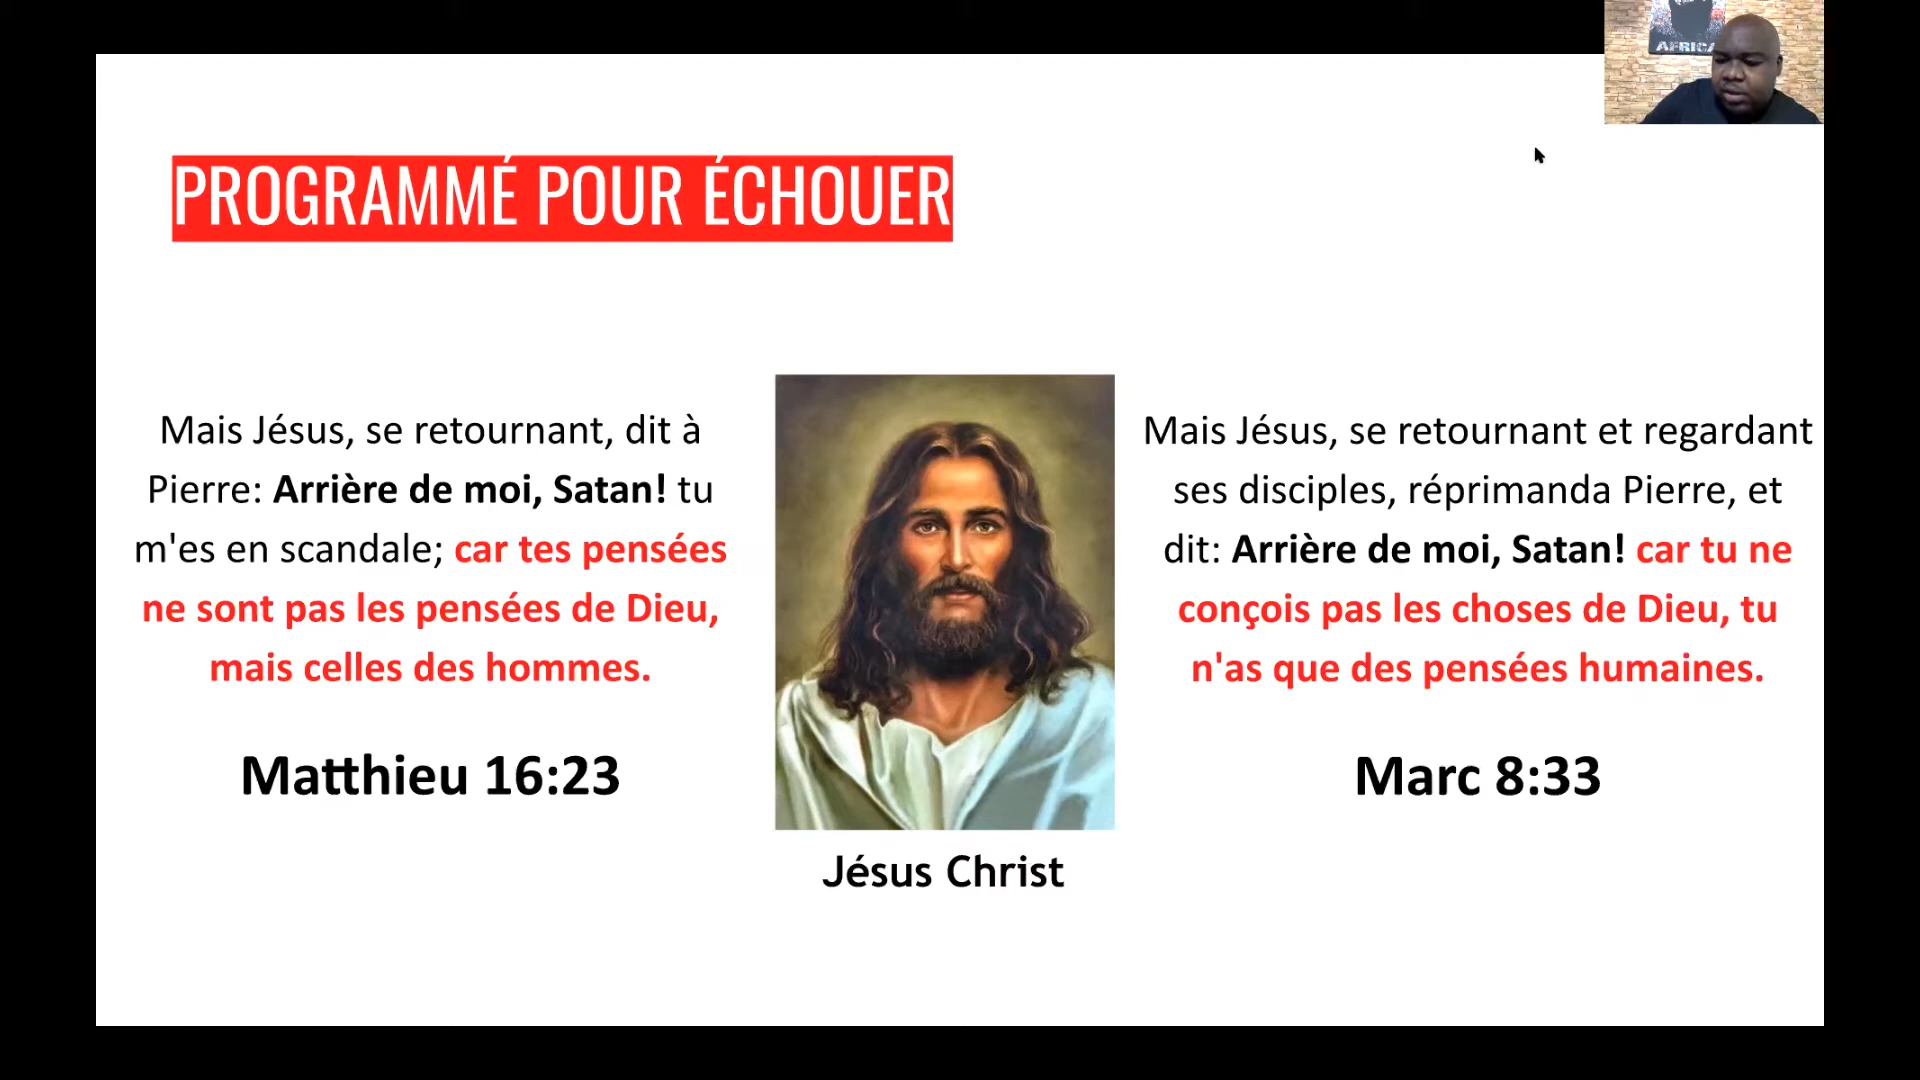 AFRICA
PROGRAMMÉ POUR ÉCHOUER
Mais Jésus, se retournant, dit à
Pierre: Arrière de moi, Satan! tu
m'es en scandale; car tes pensées
ne sont pas les pensées de Dieu,
mais celles des hommes.
Matthieu 16:23
Jésus Christ
Mais Jésus, se retournant et regardant
ses disciples, réprimanda Pierre, et
dit: Arrière de moi, Satan! car tu ne
conçois pas les choses de Dieu, tu
n'as que des pensées humaines.
Marc 8:33